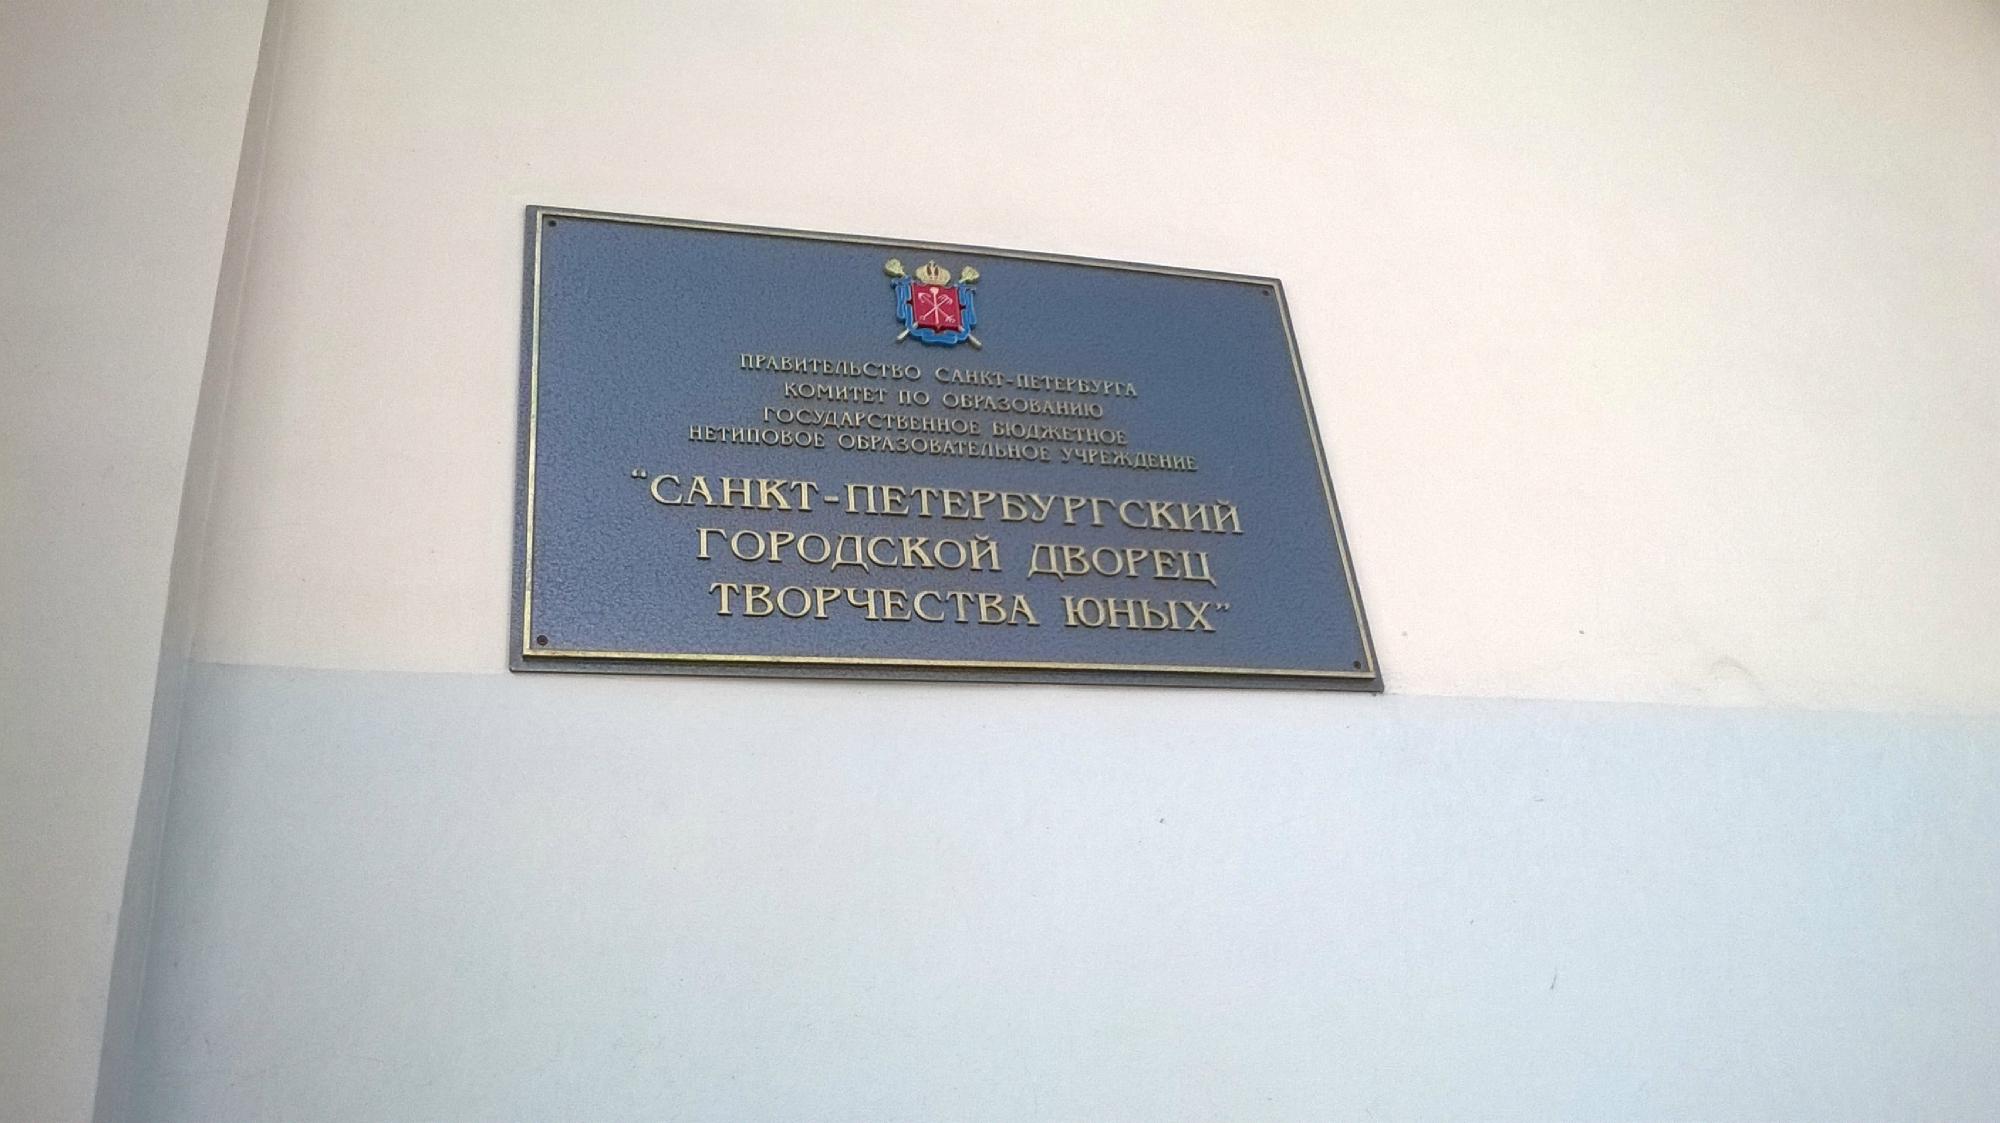 ПРАВИТЕЛЬСТВО САНКТ-ПЕТЕРБУРГА
КОМИТЕТ ПО ОБРАЗОВАНИЮ
ГОСУДАРСТВЕННОЕ БЮДЖЕТНОЕ
НЕТИПОВОЕ ОБРАЗОВАТЕЛЬНОЕ УЧРЕЖДЕНИЕ
“САНКТ-ПЕТЕРБУРГСКИЙ
ГОРОДСКОЙ ДВОРЕЦ
ТВОРЧЕСТВА ЮНЫХ”